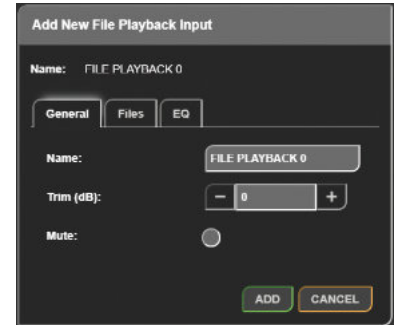 Add New File Playback Input
Name: FILE PLAYBACK 0
General Files EQ
Name: FILE PLAYBACK 0
Trim (dB): − 0 +
Mute:
ADD CANCEL